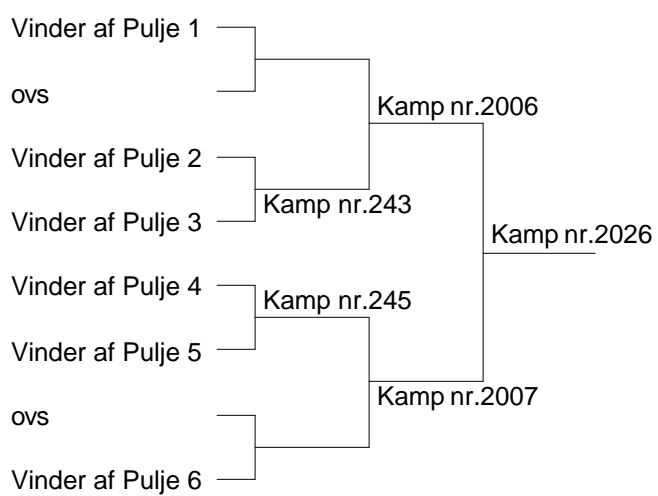 Vinder af Pulje 1
ovs
Kamp nr.2006
Vinder af Pulje 2
Kamp nr.243
Vinder af Pulje 3
Kamp nr.2026
Vinder af Pulje 4
Kamp nr.245
Vinder af Pulje 5
Kamp nr.2007
ovs
Vinder af Pulje 6